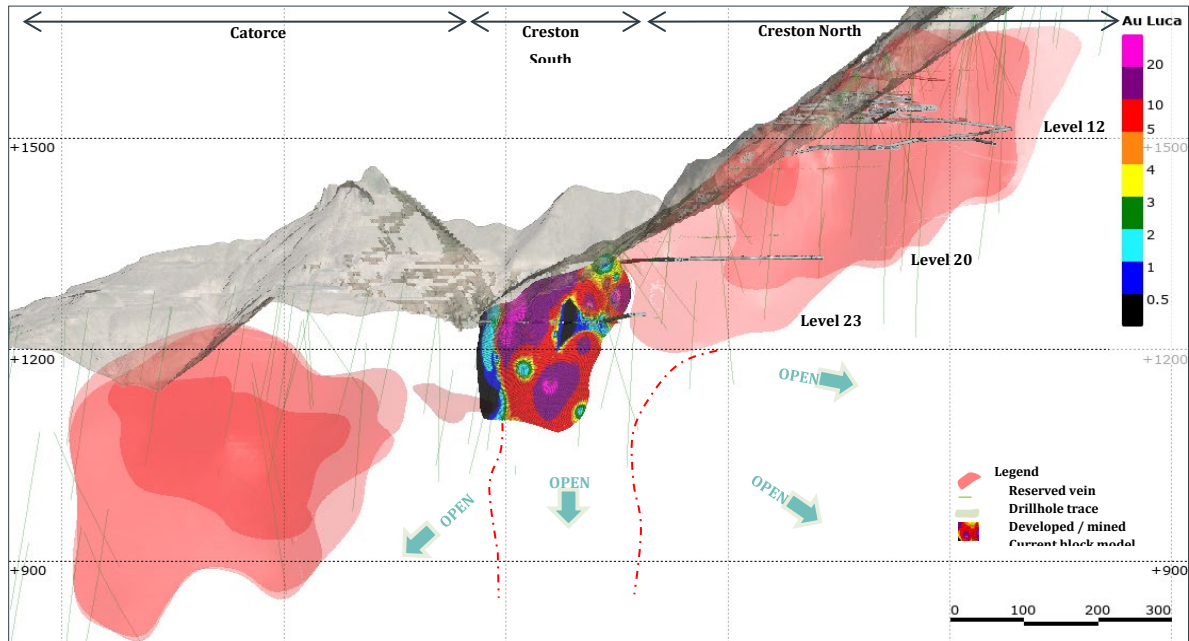 Catorce
Creston
South
Creston North
Au Luca
20
10
5
4
3
2
1
0.5
Level 12
+1500
+1500
Level 20
Level 23
+1200
+1200
OPEN
OPEN
OPEN
OPEN
Legend
Reserved vein
Drillhole trace
Developed / mined
Current block model
+900
+900
0 100 200 300